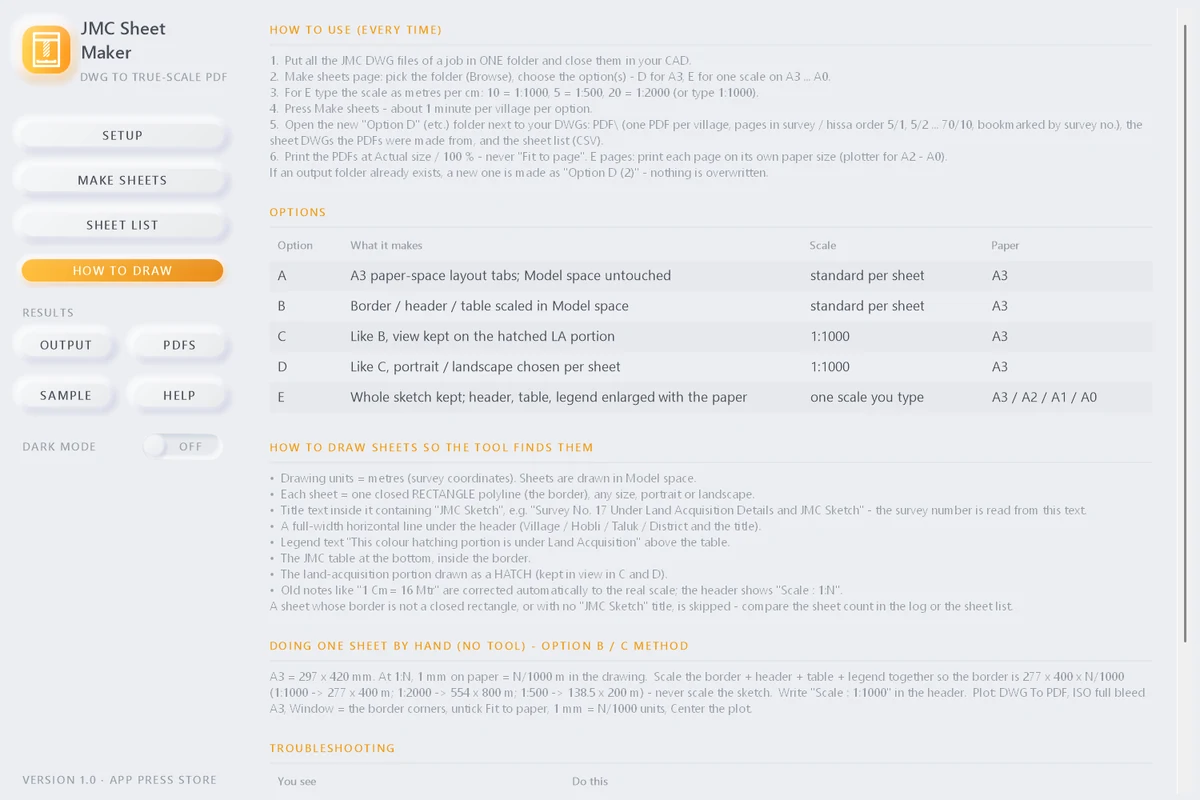 JMC Sheet
Maker
DWG TO TRUE-SCALE PDF
SETUP
MAKE SHEETS
SHEET LIST
HOW TO DRAW
RESULTS
OUTPUT PDFS
SAMPLE HELP
DARK MODE OFF
VERSION 1.0 · APP PRESS STORE
HOW TO USE (EVERY TIME)
1. Put all the JMC DWG files of a job in ONE folder and close them in your CAD.
2. Make sheets page: pick the folder (Browse), choose the option(s) - D for A3, E for one scale on A3 ... A0.
3. For E type the scale as metres per cm: 10 = 1:1000, 5 = 1:500, 20 = 1:2000 (or type 1:1000).
4. Press Make sheets - about 1 minute per village per option.
5. Open the new "Option D" (etc.) folder next to your DWGs: PDF\ (one PDF per village, pages in survey / hissa order 5/1, 5/2 ... 70/10, bookmarked by survey no.), the
sheet DWGs the PDFs were made from, and the sheet list (CSV).
6. Print the PDFs at Actual size / 100 % - never "Fit to page". E pages: print each page on its own paper size (plotter for A2 - A0).
If an output folder already exists, a new one is made as "Option D (2)" - nothing is overwritten.
OPTIONS
Option What it makes Scale Paper
A A3 paper-space layout tabs; Model space untouched standard per sheet A3
B Border / header / table scaled in Model space standard per sheet A3
C Like B, view kept on the hatched LA portion 1:1000 A3
D Like C, portrait / landscape chosen per sheet 1:1000 A3
E Whole sketch kept; header, table, legend enlarged with the paper one scale you type A3 / A2 / A1 / A0
HOW TO DRAW SHEETS SO THE TOOL FINDS THEM
• Drawing units = metres (survey coordinates). Sheets are drawn in Model space.
• Each sheet = one closed RECTANGLE polyline (the border), any size, portrait or landscape.
• Title text inside it containing "JMC Sketch", e.g. "Survey No. 17 Under Land Acquisition Details and JMC Sketch" - the survey number is read from this text.
• A full-width horizontal line under the header (Village / Hobli / Taluk / District and the title).
• Legend text "This colour hatching portion is under Land Acquisition" above the table.
• The JMC table at the bottom, inside the border.
• The land-acquisition portion drawn as a HATCH (kept in view in C and D).
• Old notes like "1 Cm = 16 Mtr" are corrected automatically to the real scale; the header shows "Scale : 1:N".
A sheet whose border is not a closed rectangle, or with no "JMC Sketch" title, is skipped - compare the sheet count in the log or the sheet list.
DOING ONE SHEET BY HAND (NO TOOL) - OPTION B / C METHOD
A3 = 297 x 420 mm. At 1:N, 1 mm on paper = N/1000 m in the drawing. Scale the border + header + table + legend together so the border is 277 x 400 x N/1000
(1:1000 -> 277 x 400 m; 1:2000 -> 554 x 800 m; 1:500 -> 138.5 x 200 m) - never scale the sketch. Write "Scale : 1:1000" in the header. Plot: DWG To PDF, ISO full bleed
A3, Window = the border corners, untick Fit to paper, 1 mm = N/1000 units, Center the plot.
TROUBLESHOOTING
You see Do this